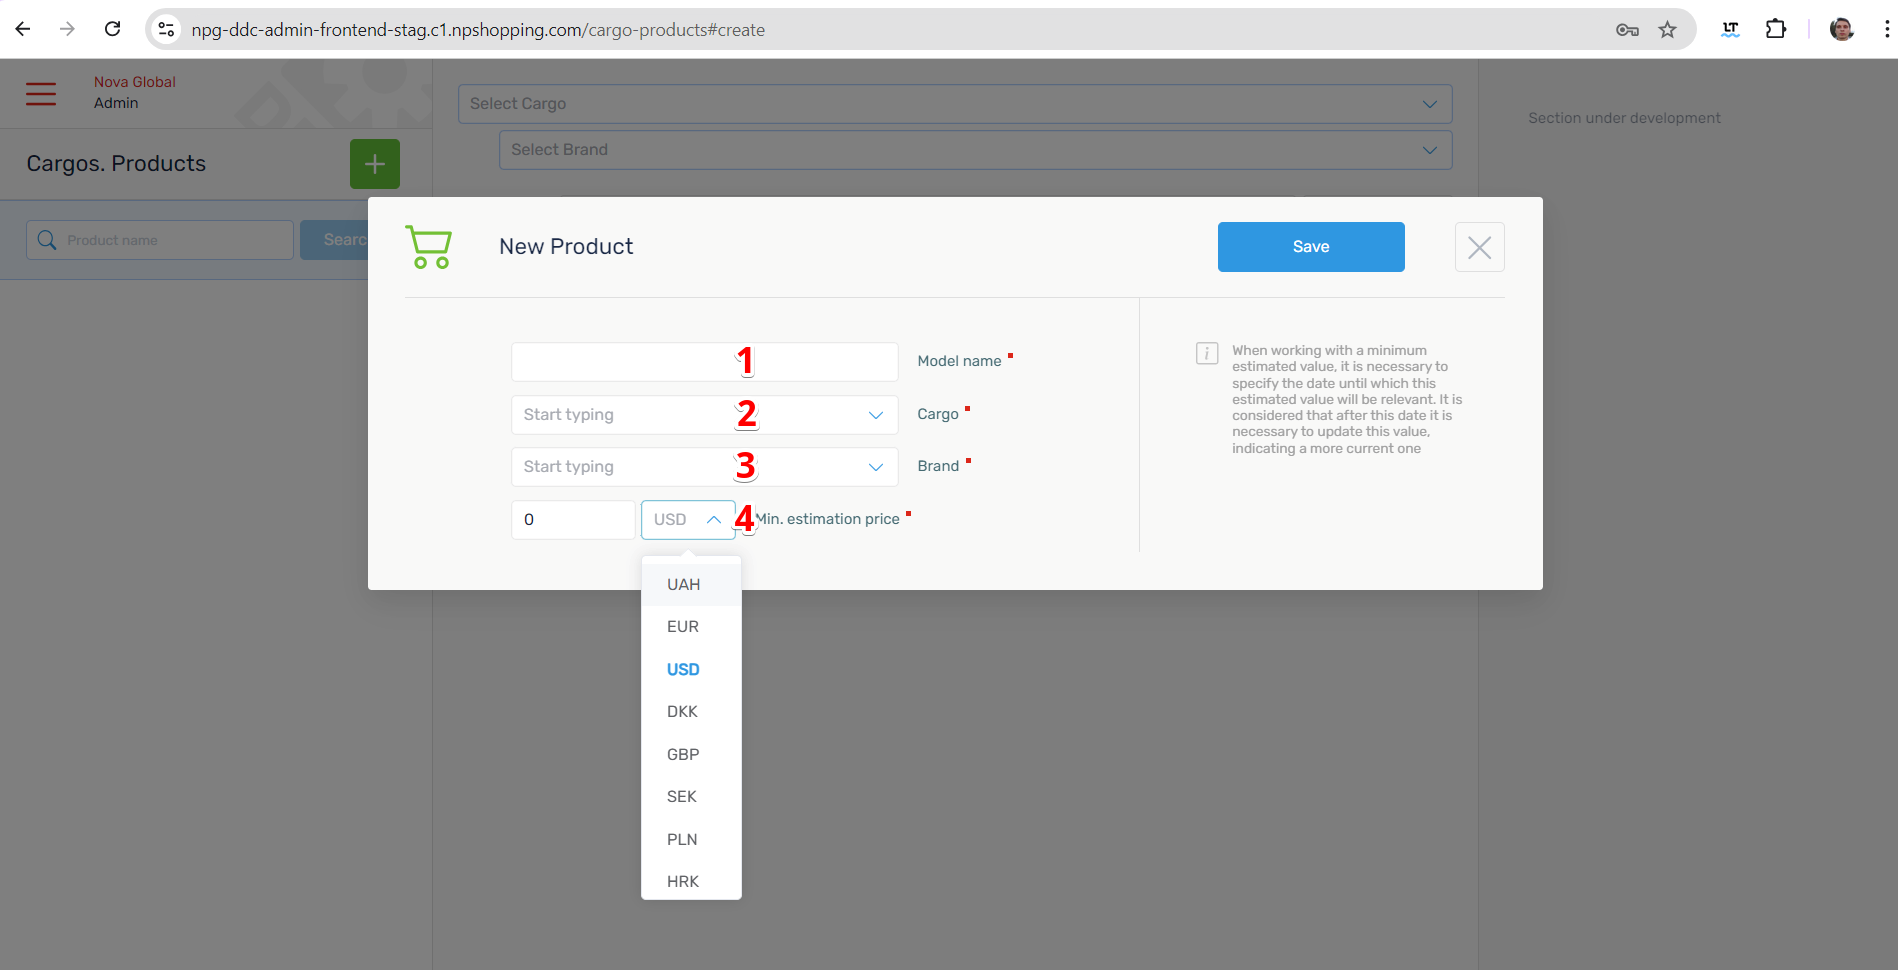 npg-ddc-admin-frontend-stag.c1.npshopping.com/cargo-products#create
LT
Nova Global
Admin
Cargos. Products
Product name
Searc
Select Cargo
Select Brand
Section under development
New Product
Save
1
Model name
Start typing
2
Cargo
Start typing
3
Brand
0
USD
4
Min. estimation price
UAH
EUR
USD
DKK
GBP
SEK
PLN
HRK
When working with a minimum
estimated value, it is necessary to
specify the date until which this
estimated value will be relevant. It is
considered that after this date it is
necessary to update this value,
indicating a more current one